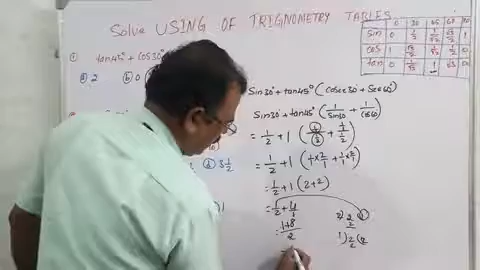 Solve USING OF TRIGNOMETRY TABLES
① tan45° + cos30°
ⓐ 2 ⓑ 0
ⓓ 3 1/2
0 30 45 60 90
sin 0 1/2 1/√2 √3/2 1
cos 1 √3/2 1/√2 1/2 0
tan 0 1/√3 1 √3
Sin30° + tan45° (cosec30 + Sec60°)
Sin30° + tan45° (1/Sin30 + 1/cos60)
= 1/2 + 1
= 1/2 + 1 (1/1 × 2/1 + 1/1 × 2/1)
= 1/2 + 1 (2+2)
= 1/2 + 4/1
= 1+8/2